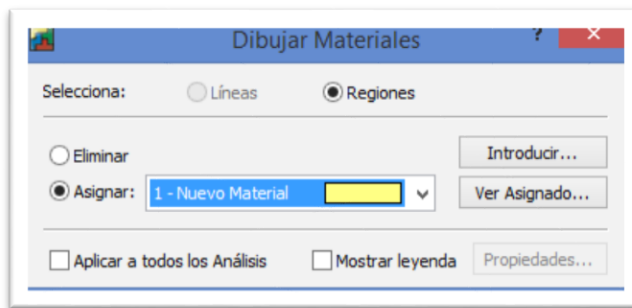 Dibujar Materiales ? ×
Selecciona: Líneas Regiones
Eliminar Introducir...
Asignar: 1 - Nuevo Material Ver Asignado...
Aplicar a todos los Análisis Mostrar leyenda Propiedades...